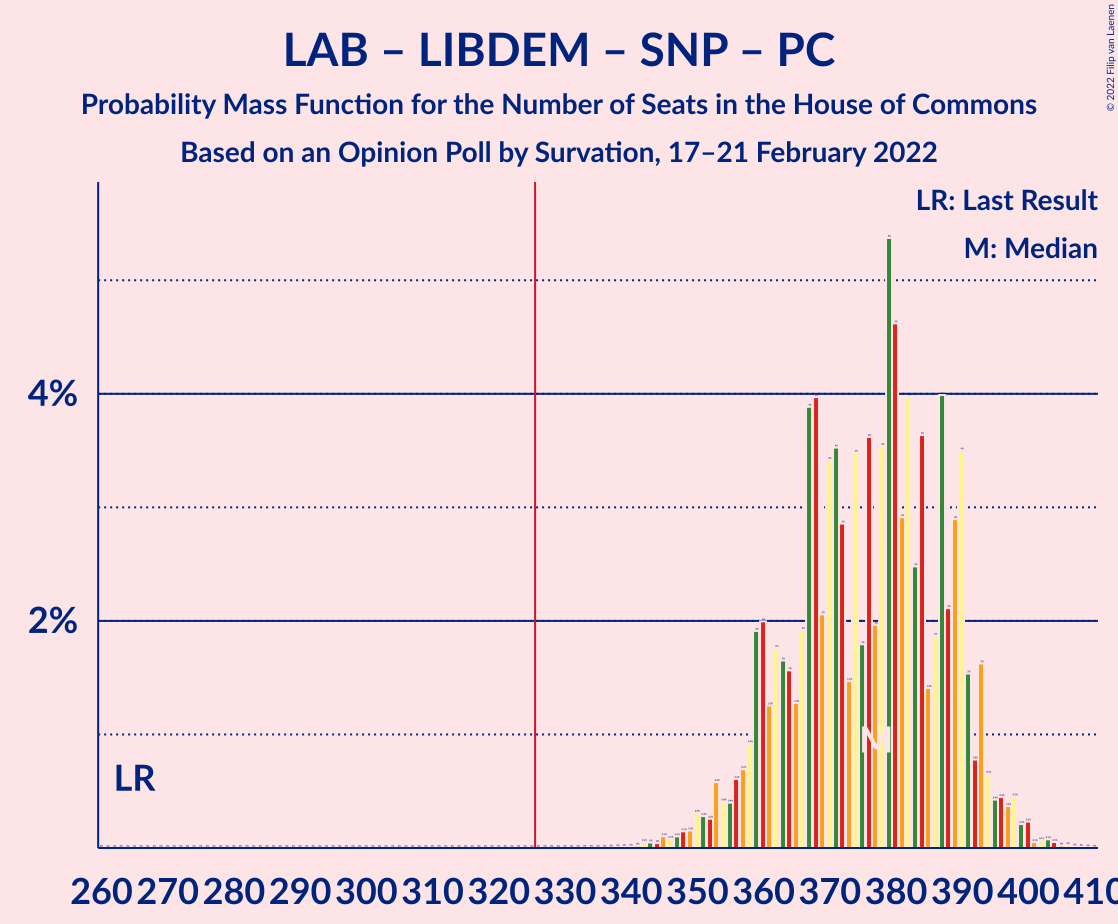 LAB – LIBDEM – SNP – PC
Probability Mass Function for the Number of Seats in the House of Commons
Based on an Opinion Poll by Survation, 17–21 February 2022
© 2022 Filip van Laenen
LR: Last Result
M: Median
4%
2%
LR
M
260 270 280 290 300 310 320 330 340 350 360 370 380 390 400 410